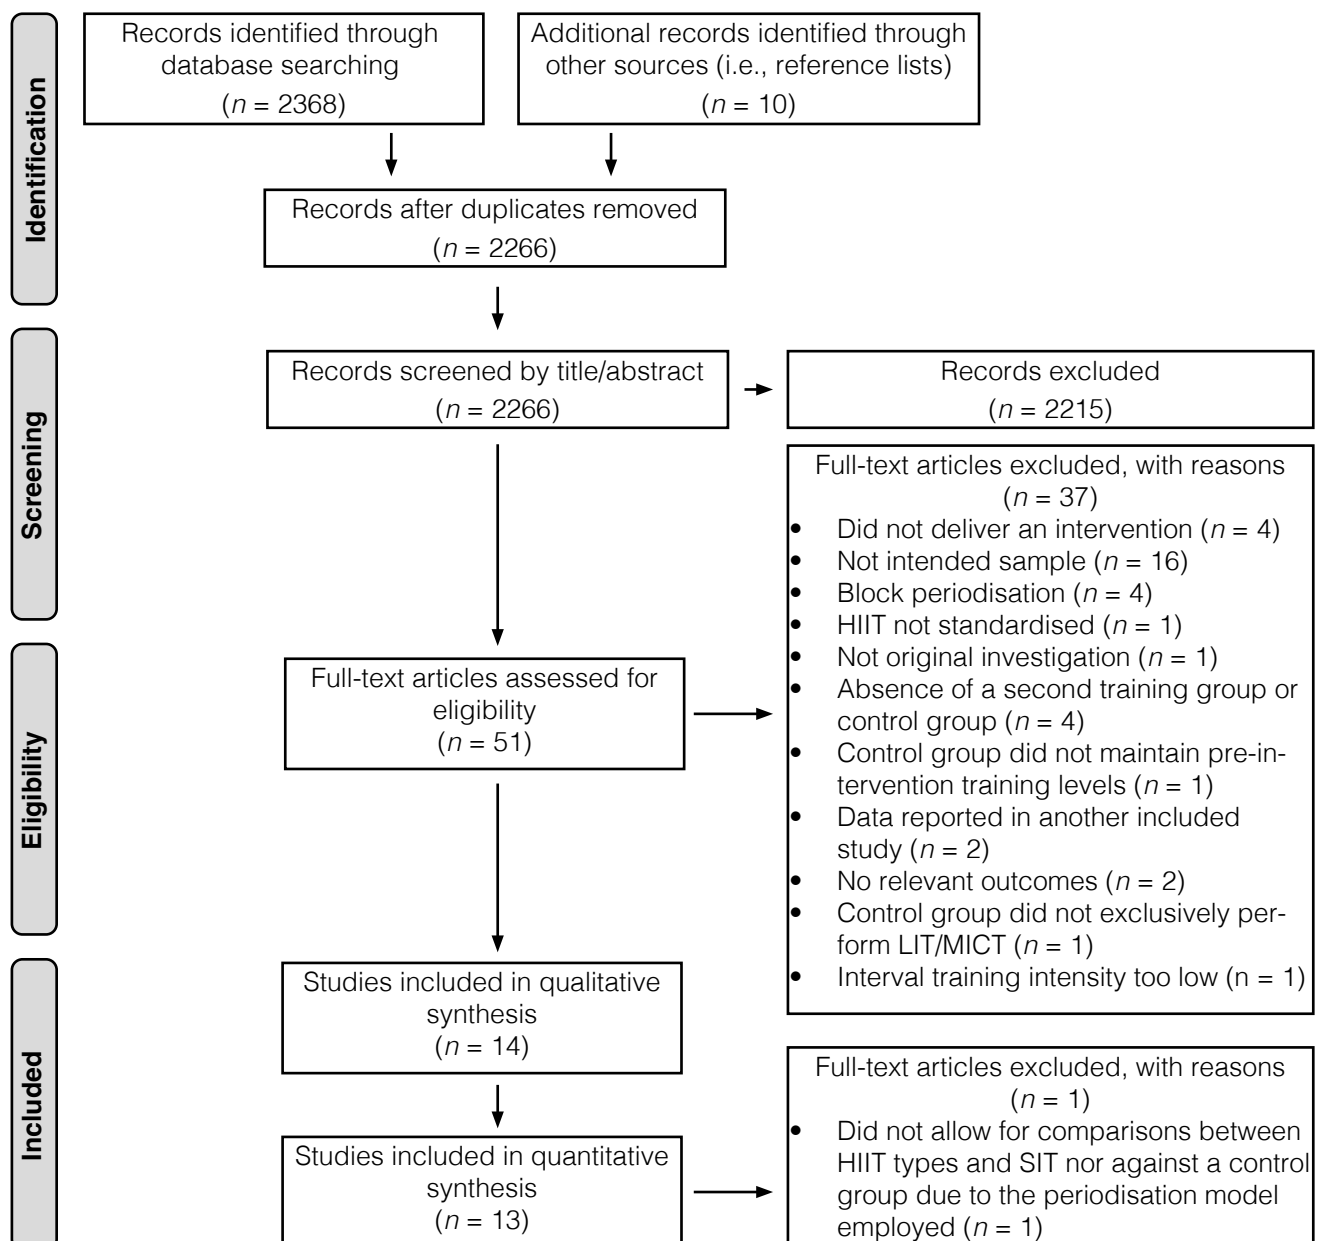 Identification
Records identified through
database searching
(n = 2368)
Additional records identified through
other sources (i.e., reference lists)
(n = 10)
Records after duplicates removed
(n = 2266)
Screening
Records screened by title/abstract
(n = 2266)
Records excluded
(n = 2215)
Eligibility
Full-text articles assessed for
eligibility
(n = 51)
Full-text articles excluded, with reasons
(n = 37)
• Did not deliver an intervention (n = 4)
• Not intended sample (n = 16)
• Block periodisation (n = 4)
• HIIT not standardised (n = 1)
• Not original investigation (n = 1)
• Absence of a second training group or
control group (n = 4)
• Control group did not maintain pre-in-
tervention training levels (n = 1)
• Data reported in another included
study (n = 2)
• No relevant outcomes (n = 2)
• Control group did not exclusively per-
form LIT/MICT (n = 1)
• Interval training intensity too low (n = 1)
Included
Studies included in qualitative
synthesis
(n = 14)
Studies included in quantitative
synthesis
(n = 13)
Full-text articles excluded, with reasons
(n = 1)
• Did not allow for comparisons between
HIIT types and SIT nor against a control
group due to the periodisation model
employed (n = 1)